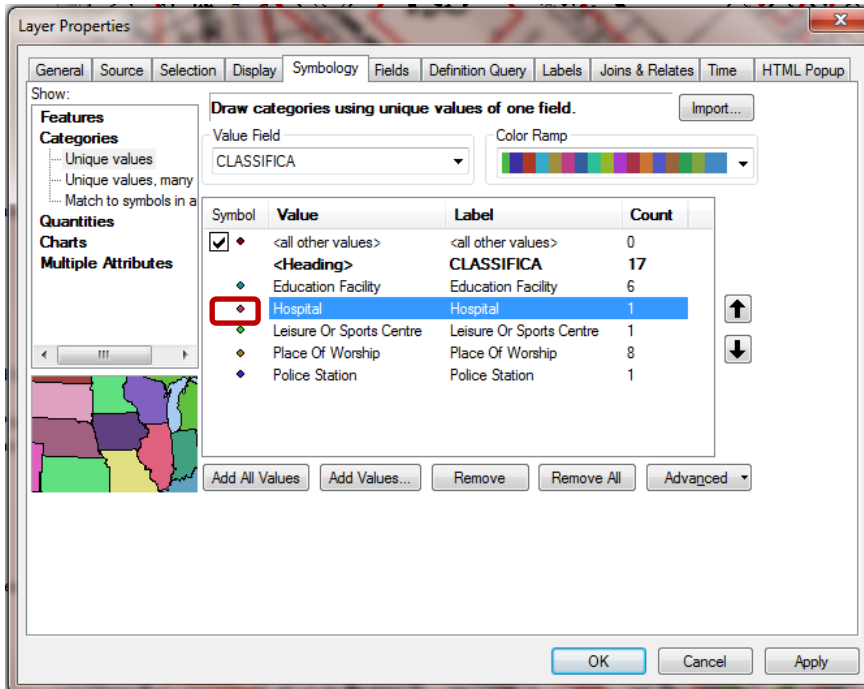 Layer Properties
General Source Selection Display Symbology Fields Definition Query Labels Joins & Relates Time HTML Popup
Show:
Features
Categories
Unique values
Unique values, many
Match to symbols in a
Quantities
Charts
Multiple Attributes
Draw categories using unique values of one field.
Import...
Value Field
CLASSIFICA
Color Ramp
Symbol Value Label Count
<all other values> <all other values> 0
<Heading> CLASSIFICA 17
Education Facility Education Facility 6
Hospital Hospital 1
Leisure Or Sports Centre Leisure Or Sports Centre 1
Place Of Worship Place Of Worship 8
Police Station Police Station 1
Add All Values Add Values... Remove Remove All Advanced
OK Cancel Apply